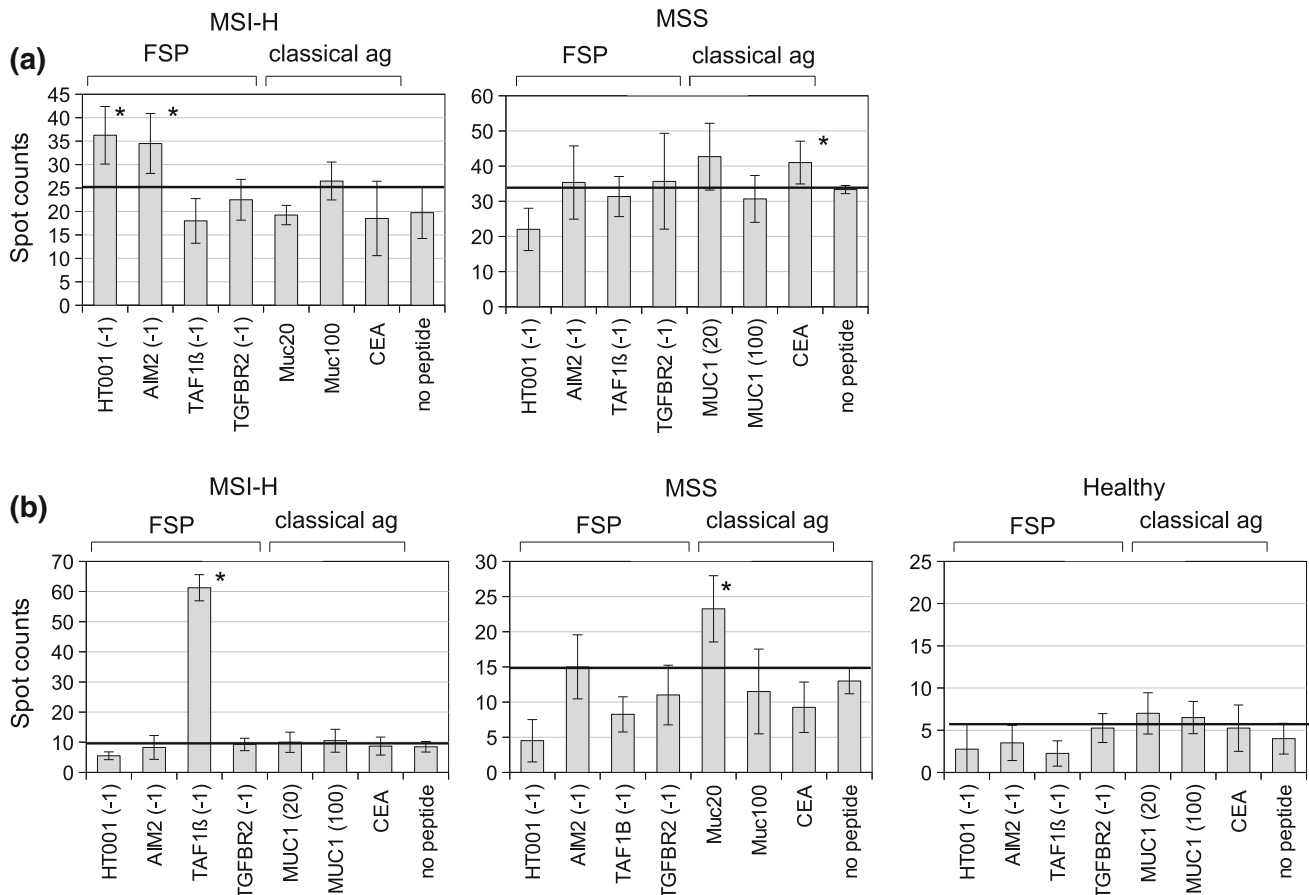 MSI-H
MSS
(a)
FSP
classical ag
FSP
classical ag
Spot counts
45
40
35
30
25
20
15
10
5
0
* *
60
50
40
30
20
10
0
*
HT001 (-1)
AIM2 (-1)
TAF1ß (-1)
TGFBR2 (-1)
Muc20
Muc100
CEA
no peptide
HT001 (-1)
AIM2 (-1)
TAF1ß (-1)
TGFBR2 (-1)
MUC1 (20)
MUC1 (100)
CEA
no peptide
(b)
MSI-H
MSS
Healthy
FSP
classical ag
FSP
classical ag
FSP
classical ag
Spot counts
70
60
50
40
30
20
10
0
*
30
25
20
15
10
5
0
*
25
20
15
10
5
0
HT001 (-1)
AIM2 (-1)
TAF1ß (-1)
TGFBR2 (-1)
MUC1 (20)
MUC1 (100)
CEA
no peptide
HT001 (-1)
AIM2 (-1)
TAF1B (-1)
TGFBR2 (-1)
Muc20
Muc100
CEA
no peptide
HT001 (-1)
AIM2 (-1)
TAF1ß (-1)
TGFBR2 (-1)
MUC1 (20)
MUC1 (100)
CEA
no peptide